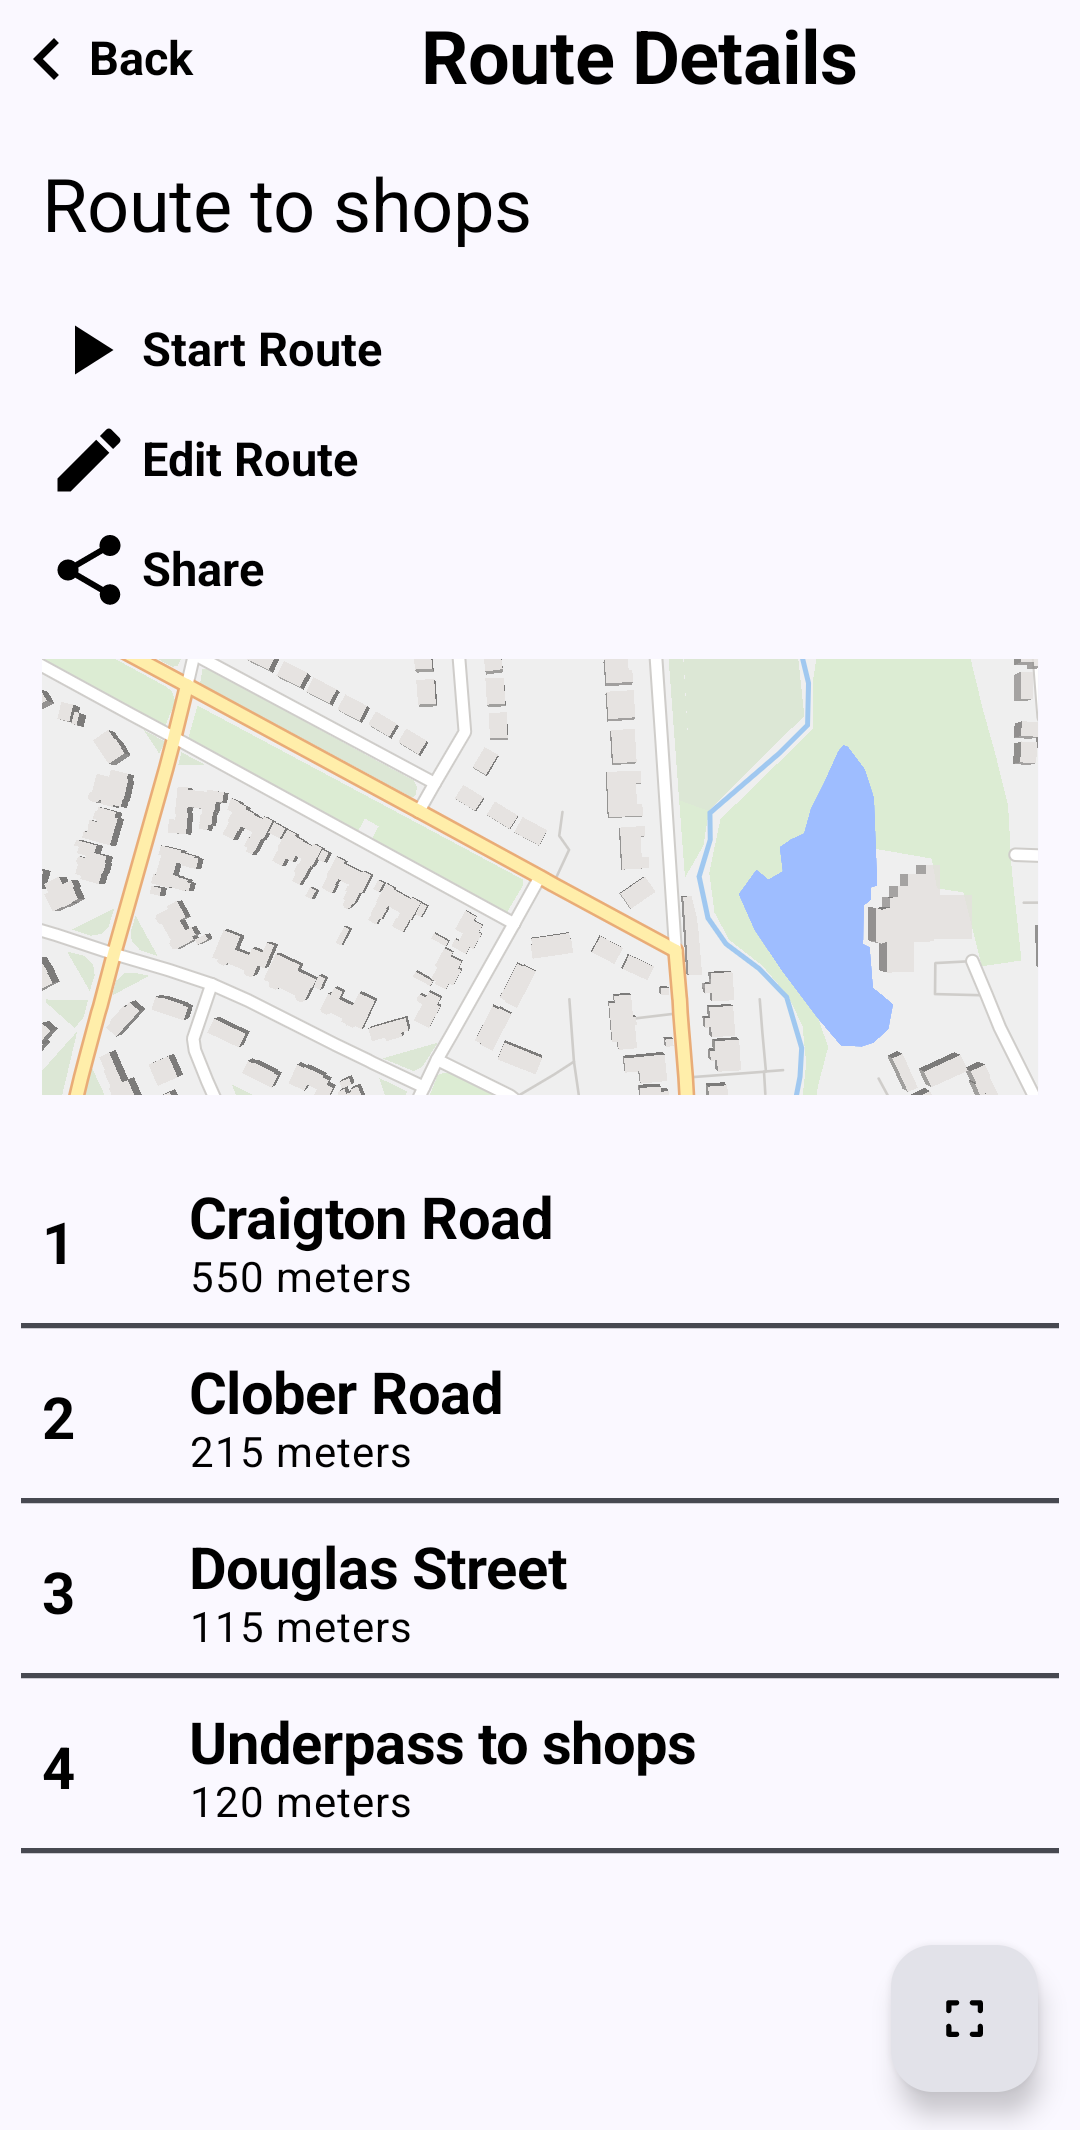 Back
Route Details
Route to shops
Start Route
Edit Route
Share
1
Craigton Road
550 meters
2
Clober Road
215 meters
3
Douglas Street
115 meters
4
Underpass to shops
120 meters